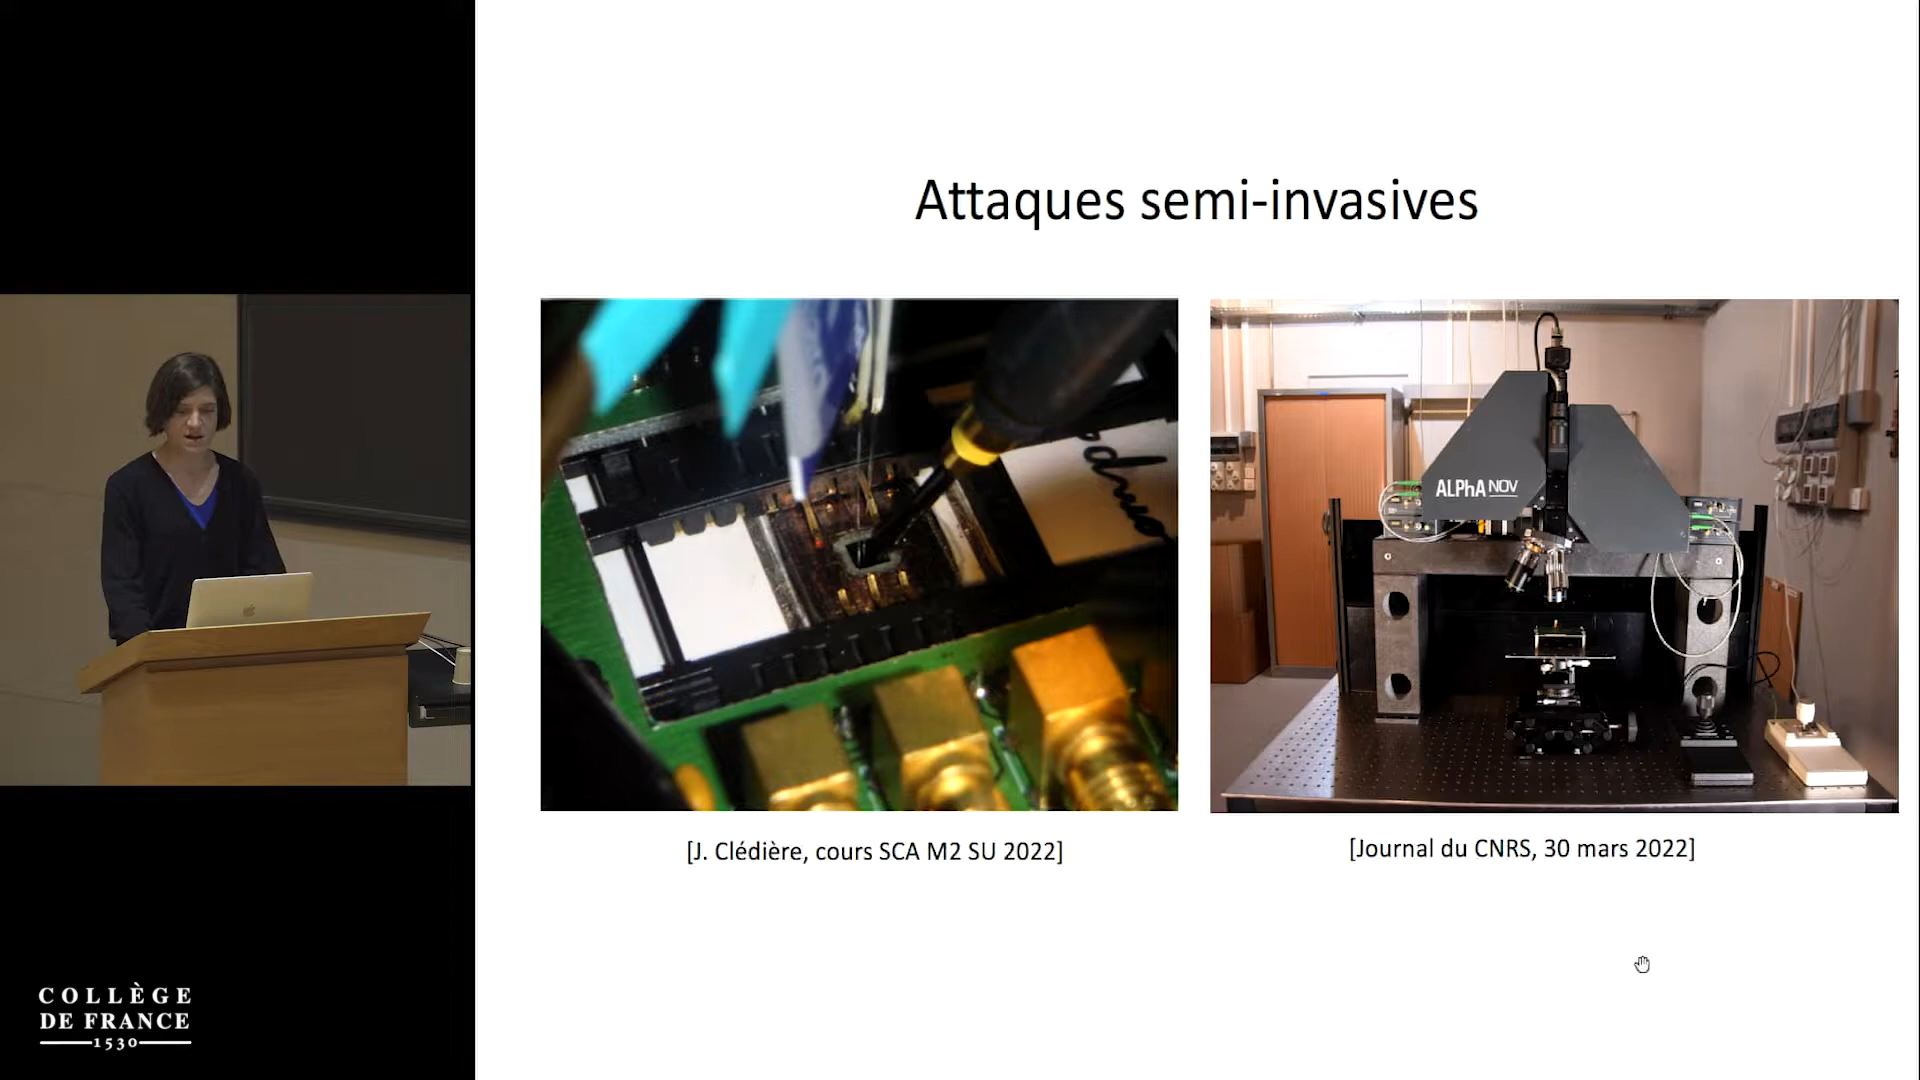 Attaques semi-invasives
ALPhA NOV
[J. Clédière, cours SCA M2 SU 2022]
[Journal du CNRS, 30 mars 2022]
COLLÈGE
DE FRANCE
1530